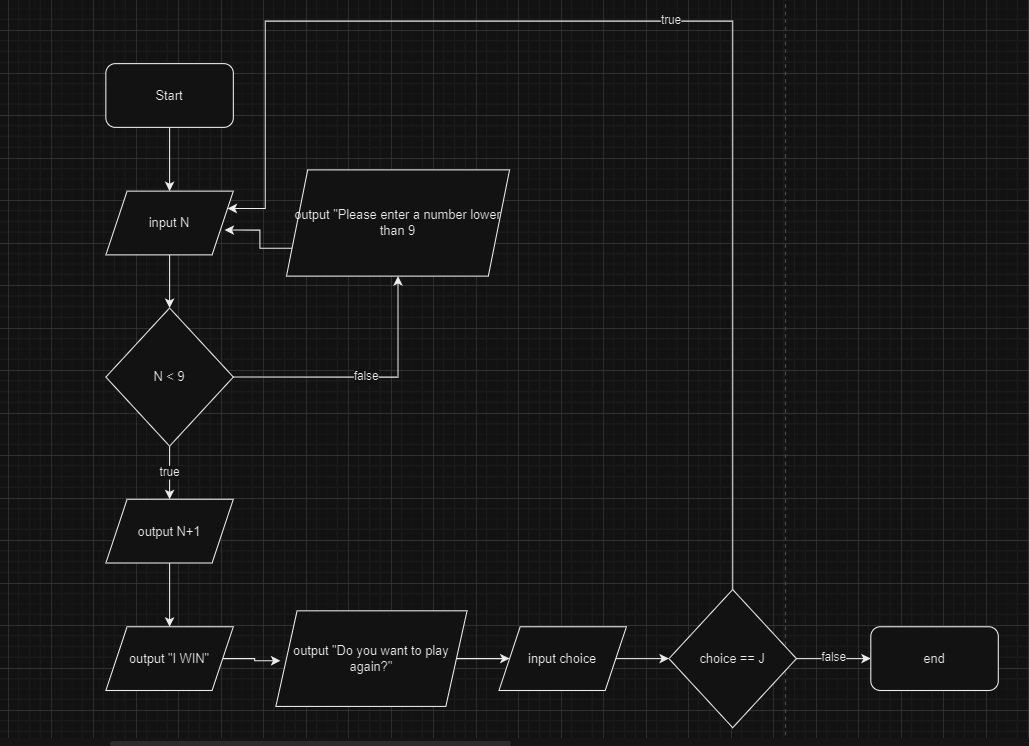 true
Start
input N
output "Please enter a number lower
than 9
N < 9
false
true
output N+1
output "I WIN"
output "Do you want to play
again?"
input choice
choice == J
false
end